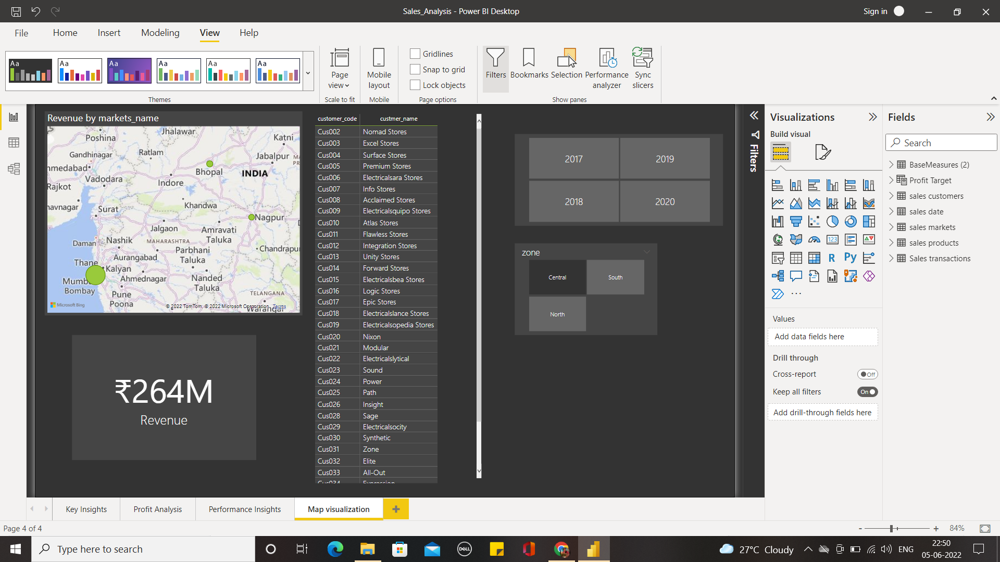 Sales_Analysis - Power BI Desktop
Sign in
File Home Insert Modeling View Help
Aa Aa Aa Aa Aa Aa
Themes
Page view
Scale to fit
Mobile layout
Mobile
Gridlines
Snap to grid
Lock objects
Page options
Filters
Bookmarks
Selection
Performance analyzer
Sync slicers
Show panes
Revenue by markets_name
Poshina
Jhalawar
Katni
Gandhinagar
Ratlam
Jabalpur
hmedabad
Bhopal
INDIA
Vadodara
Indore
Rajkot
havnagar
Surat
Khandwa
Nagpur
Jalgaon
Amravati Taluka
Daman
Nashik
MAHARASHTRA
Parbhani Taluka
Chandrapu
Aurangabad
Thane
Kalyan
Ahmednagar
Nanded Taluka
Bombay
Pune
Poona
TELANGANA
Warangal
Microsoft Bing
© 2022 TomTom, © 2022 Microsoft Corporation Terms
₹264M
Revenue
customer_code custmer_name
Cus002 Nomad Stores
Cus003 Excel Stores
Cus004 Surface Stores
Cus005 Premium Stores
Cus006 Electricalsara Stores
Cus007 Info Stores
Cus008 Acclaimed Stores
Cus009 Electricalsquipo Stores
Cus010 Atlas Stores
Cus011 Flawless Stores
Cus012 Integration Stores
Cus013 Unity Stores
Cus014 Forward Stores
Cus015 Electricalsbea Stores
Cus016 Logic Stores
Cus017 Epic Stores
Cus018 Electricalslance Stores
Cus019 Electricalsopedia Stores
Cus020 Nixon
Cus021 Modular
Cus022 Electricalslytical
Cus023 Sound
Cus024 Power
Cus025 Path
Cus026 Insight
Cus028 Sage
Cus029 Electricalsocity
Cus030 Synthetic
Cus031 Zone
Cus032 Elite
Cus033 All-Out
Cus034 Expression
2017 2019
2018 2020
zone
Central South
North
Filters
Visualizations
Build visual
123
R Py
Values
Add data fields here
Drill through
Cross-report Off
Keep all filters On
Add drill-through fields here
Fields
Search
BaseMeasures (2)
Profit Target
sales customers
sales date
sales markets
sales products
Sales transactions
Key Insights Profit Analysis Performance Insights Map visualization +
Page 4 of 4
- + 84%
Type here to search
DELL
27°C Cloudy
ENG
22:50
05-06-2022